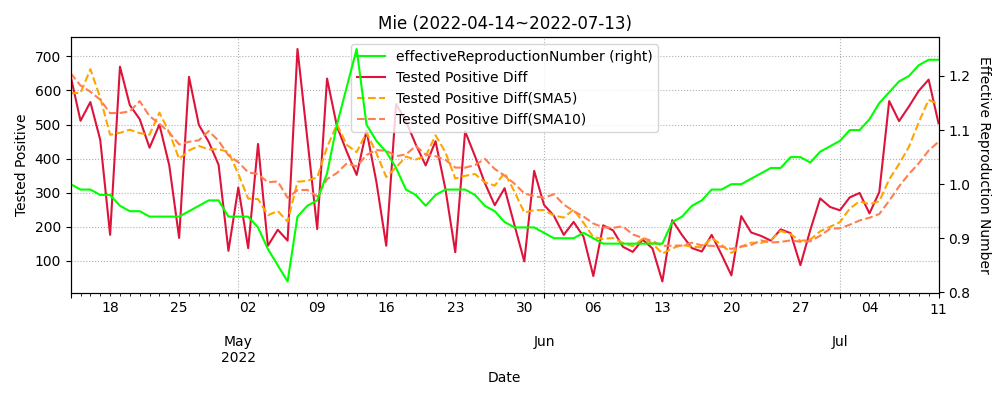 Mie (2022-04-14~2022-07-13)
effectiveReproductionNumber (right)
Tested Positive Diff
Tested Positive Diff(SMA5)
Tested Positive Diff(SMA10)
Tested Positive
700
600
500
400
300
200
100
1.2
1.1
1.0
0.9
0.8
Effective Reproduction Number
18 25 02 09 16 23 30 06 13 20 27 04 11
May Jun Jul
2022
Date